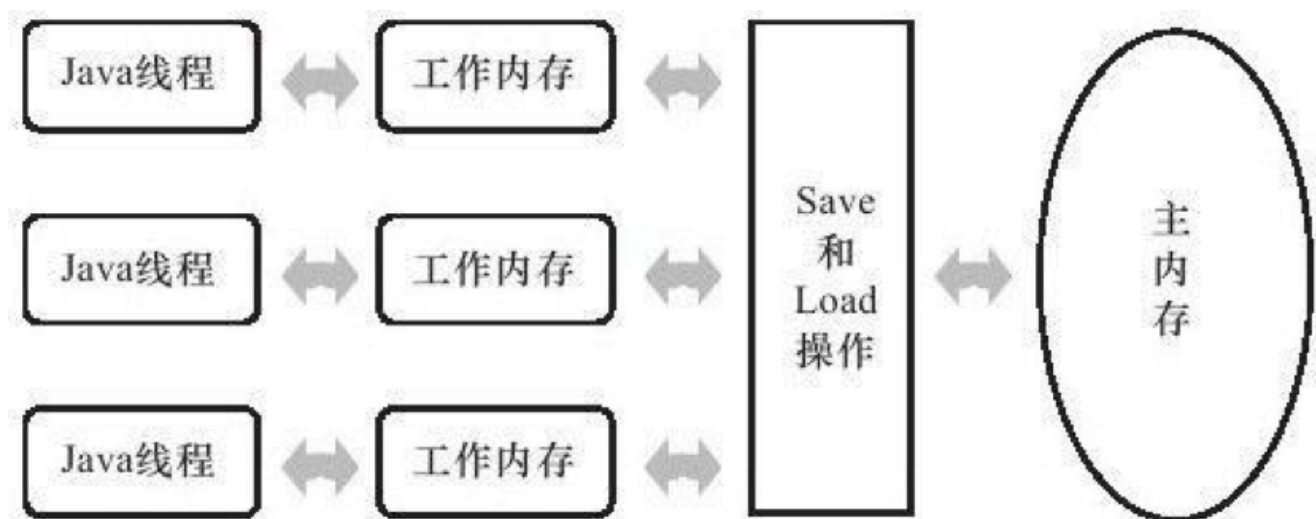 Java线程
工作内存
Java线程
工作内存
Java线程
工作内存
Save
和
Load
操作
主
内
存